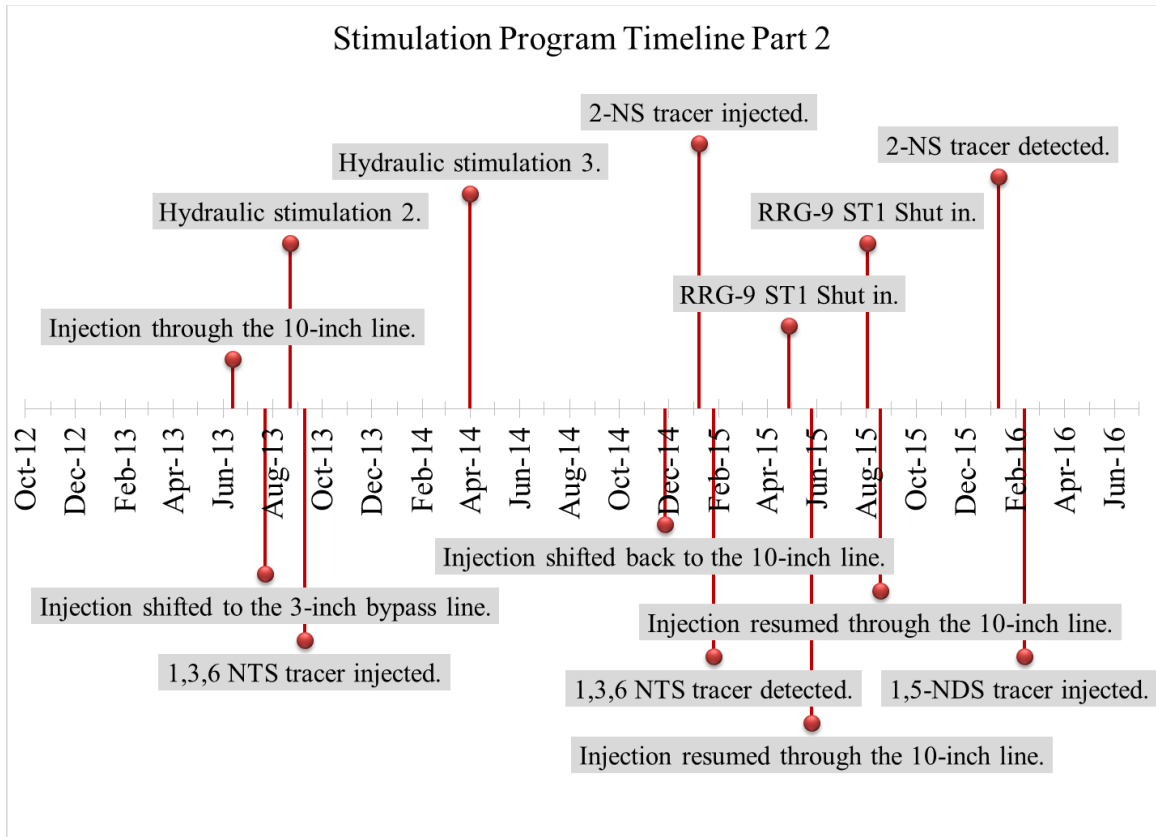 Stimulation Program Timeline Part 2
2-NS tracer injected.
2-NS tracer detected.
Hydraulic stimulation 3.
Hydraulic stimulation 2.
RRG-9 ST1 Shut in.
RRG-9 ST1 Shut in.
Injection through the 10-inch line.
Oct-12
Dec-12
Feb-13
Apr-13
Jun-13
Aug-13
Oct-13
Dec-13
Feb-14
Apr-14
Jun-14
Aug-14
Oct-14
Dec-14
Feb-15
Apr-15
Jun-15
Aug-15
Oct-15
Dec-15
Feb-16
Apr-16
Jun-16
Injection shifted back to the 10-inch line.
Injection shifted to the 3-inch bypass line.
Injection resumed through the 10-inch line.
1,3,6 NTS tracer injected.
1,3,6 NTS tracer detected.
1,5-NDS tracer injected.
Injection resumed through the 10-inch line.